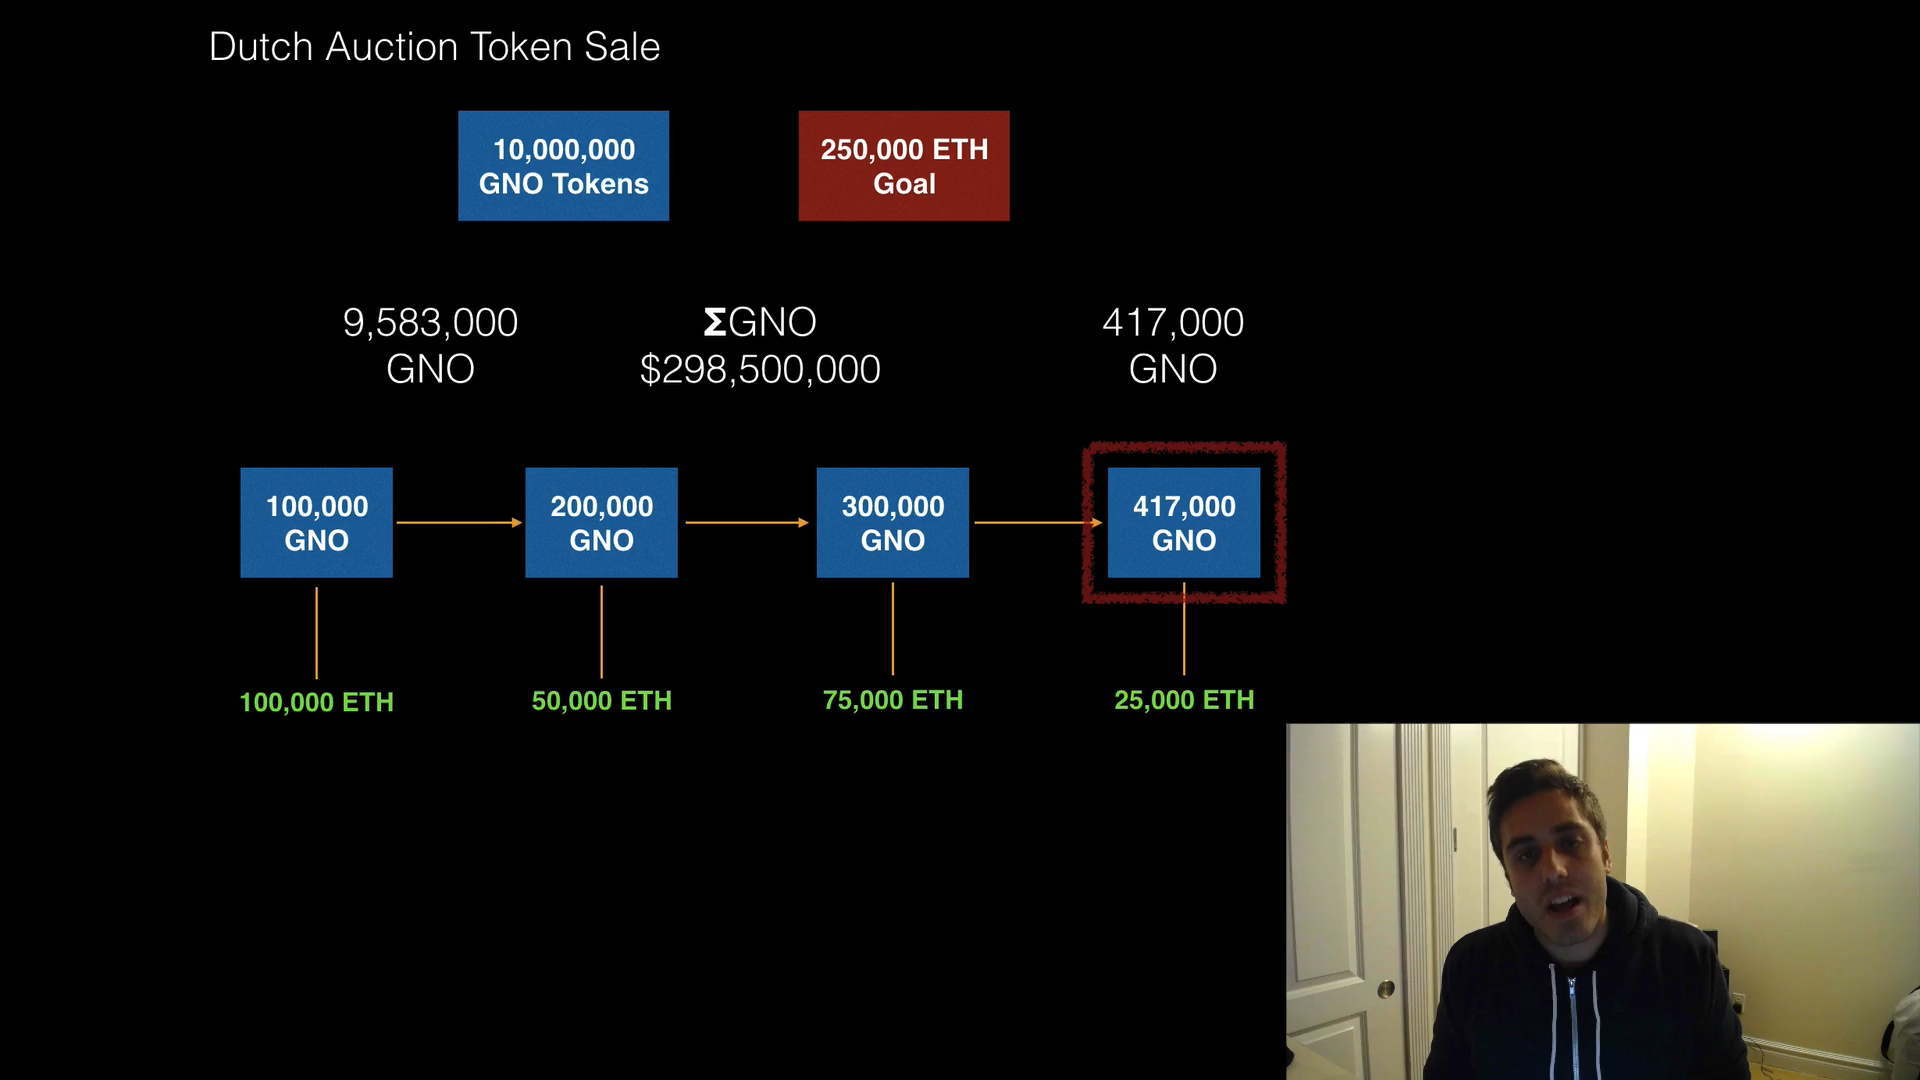 Dutch Auction Token Sale
10,000,000
GNO Tokens
250,000 ETH
Goal
9,583,000
GNO
ΣGNO
$298,500,000
417,000
GNO
100,000
GNO
200,000
GNO
300,000
GNO
417,000
GNO
100,000 ETH
50,000 ETH
75,000 ETH
25,000 ETH